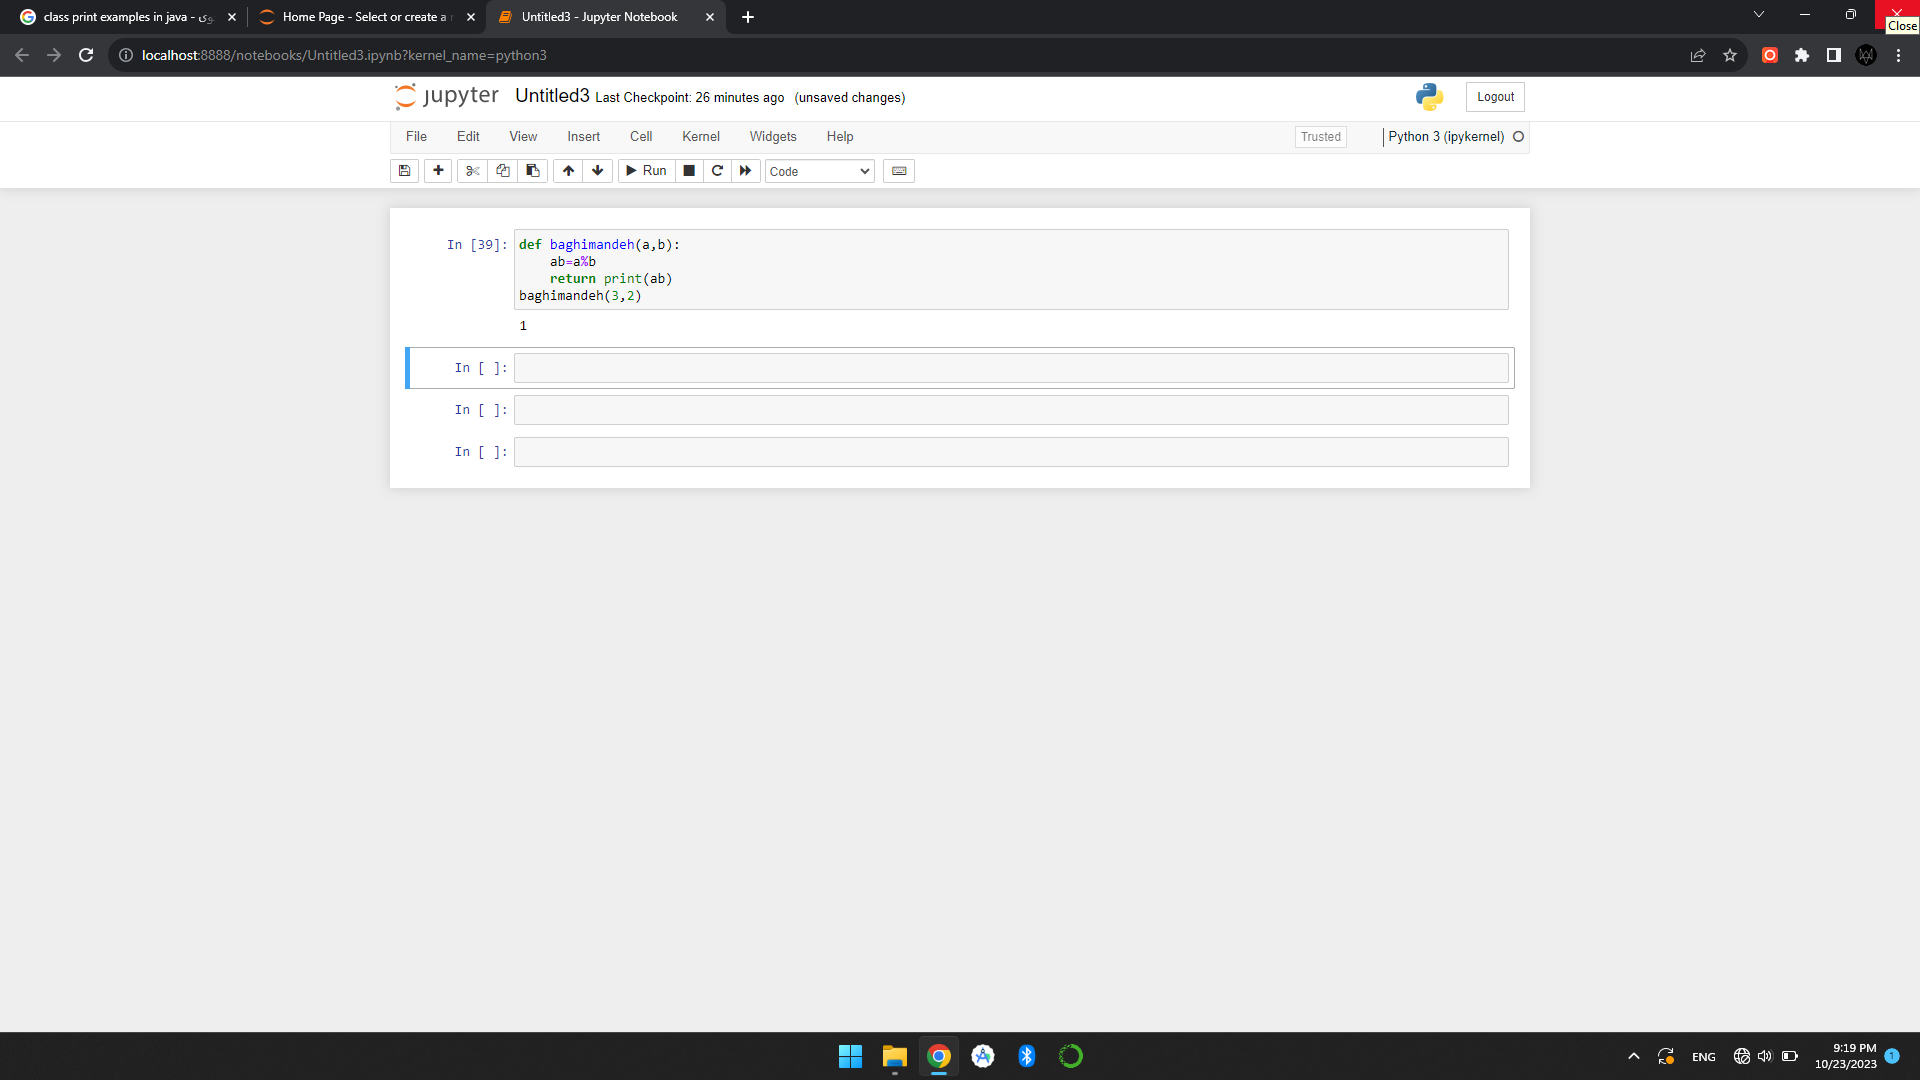 class print examples in java - وی
Home Page - Select or create a
Untitled3 - Jupyter Notebook
Close
localhost:8888/notebooks/Untitled3.ipynb?kernel_name=python3
jupyter Untitled3 Last Checkpoint: 26 minutes ago (unsaved changes)
Logout
File Edit View Insert Cell Kernel Widgets Help
Trusted
Python 3 (ipykernel)
Run
Code
In [39]:
def baghimandeh(a,b):
    ab=a%b
    return print(ab)
baghimandeh(3,2)
1
In [ ]:
In [ ]:
In [ ]:
ENG
9:19 PM
10/23/2023
1